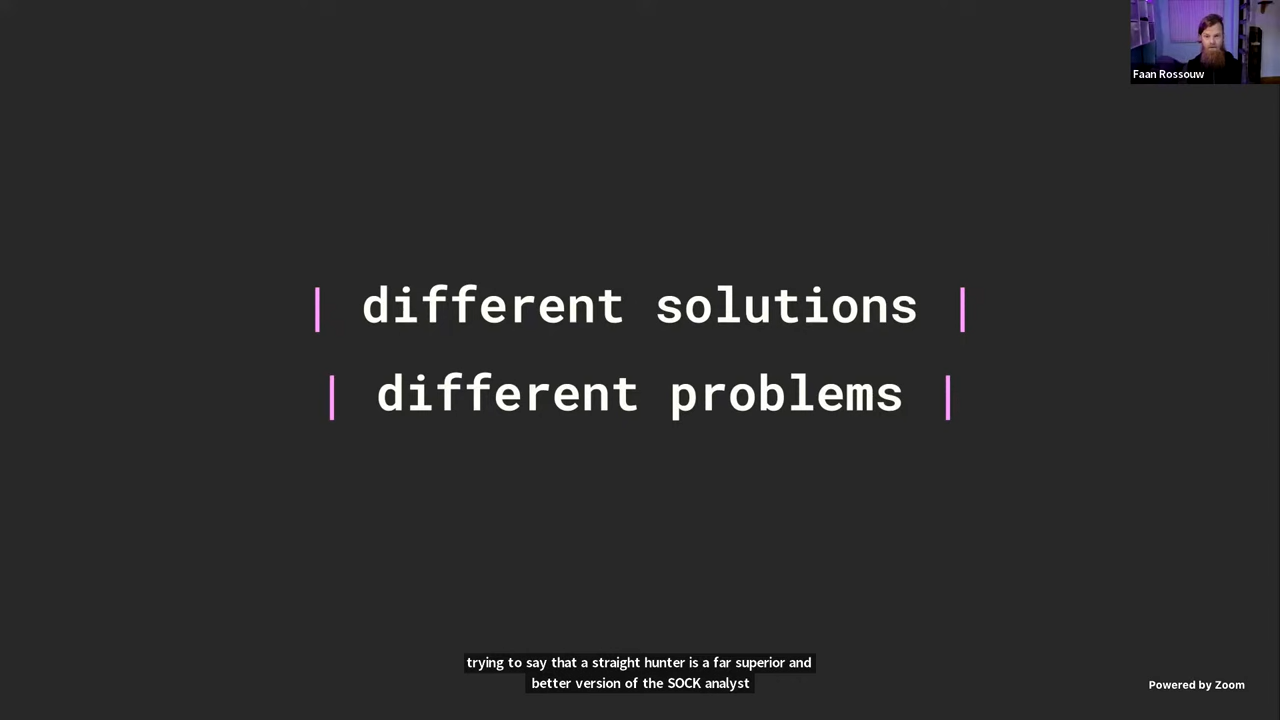 Faan Rossouw
| different solutions |
| different problems |
trying to say that a straight hunter is a far superior and
better version of the SOCK analyst
Powered by Zoom